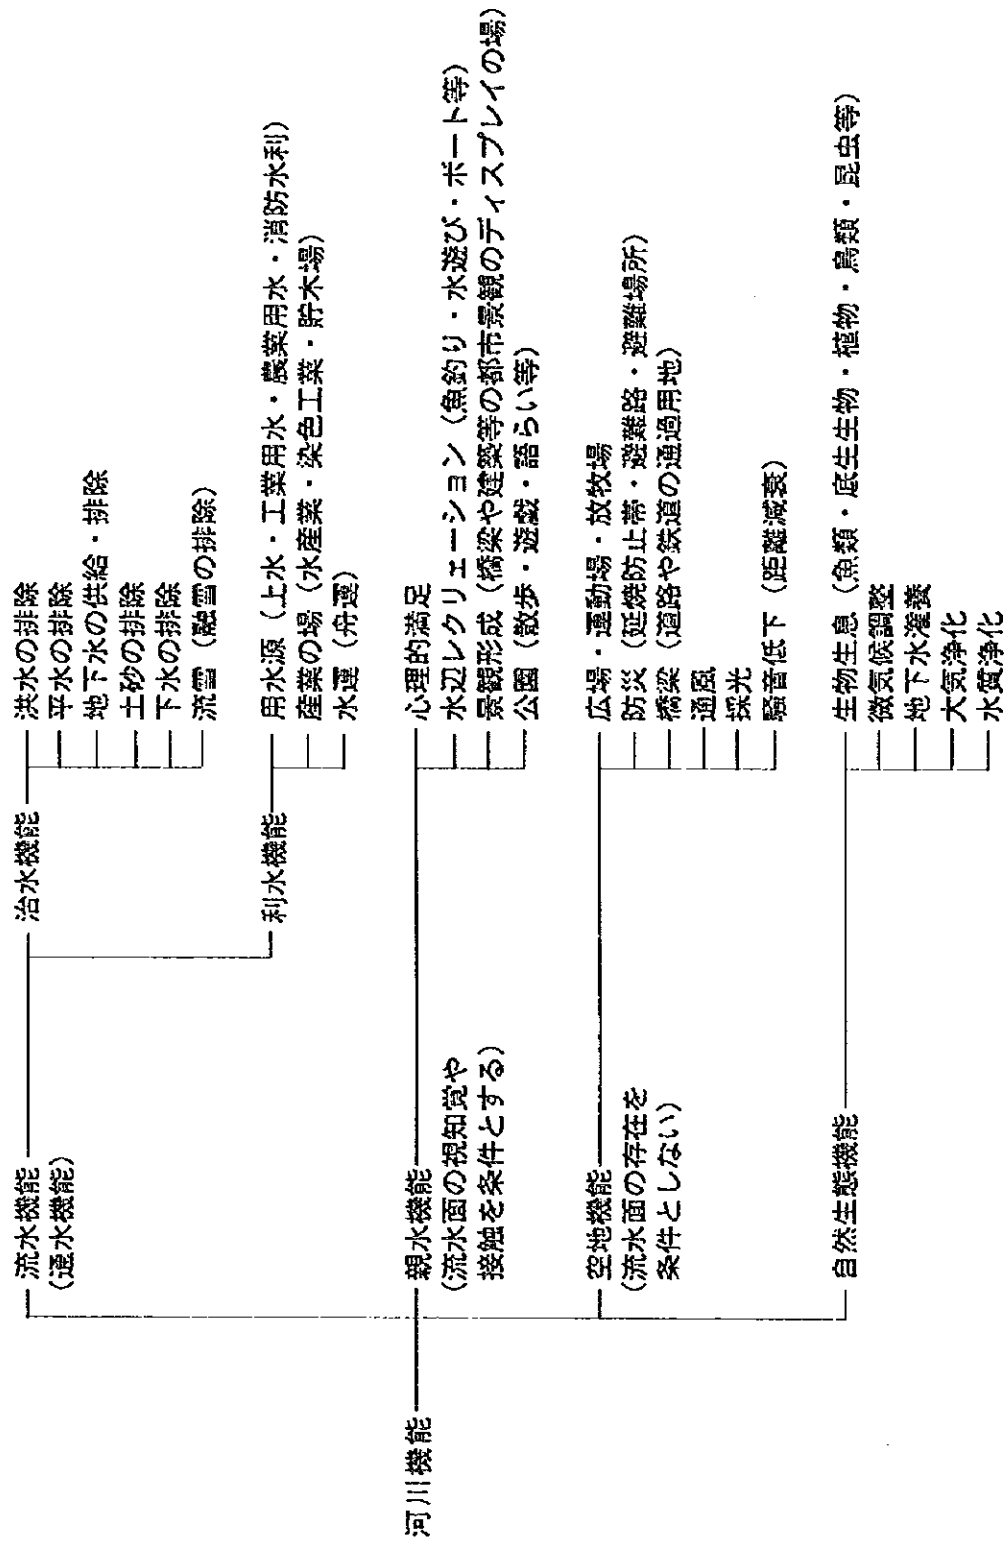 河川機能
流水機能
(通水機能)
治水機能
洪水の排除
平水の排除
地下水の供給・排除
土砂の排除
下水の排除
流雪(融雪の排除)
利水機能
用水源(上水・工業用水・農業用水・消防水利)
産業の場(水産業・染色工業・貯木場)
水運(舟運)
親水機能
(流水面の視知覚や
接触を条件とする)
心理的満足
水辺レクリェーション(魚釣り・水遊び・ボート等)
景観形成(橋梁や建築等の都市景観のディスプレイの場)
公園(散歩・遊戯・語らい等)
空地機能
(流水面の存在を
条件としない)
広場・運動場・放牧場
防災(延焼防止帯・避難路・避難場所)
橋梁(道路や鉄道の通過用地)
通風
採光
騒音低下(距離減衰)
自然生態機能
生物生息(魚類・底生生物・植物・鳥類・昆虫等)
微気候調整
地下水灌養
大気浄化
水質浄化